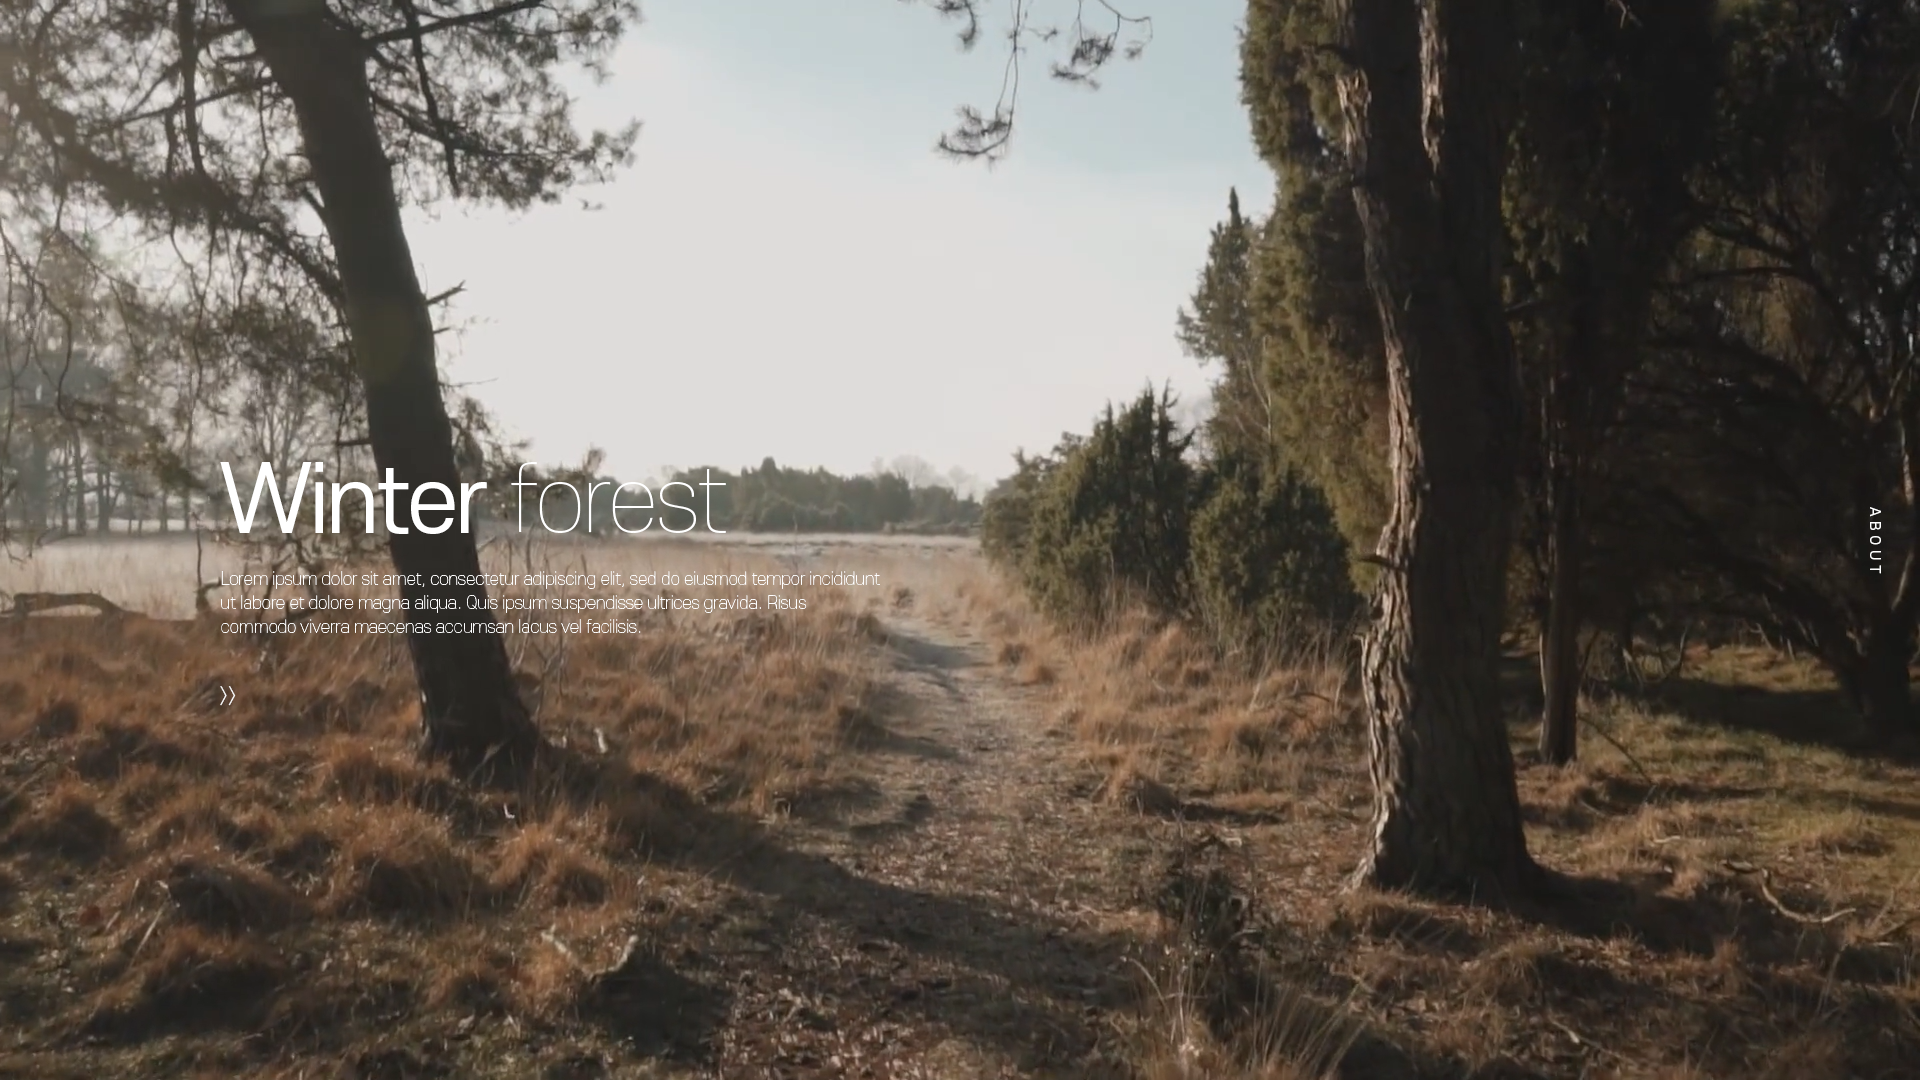 Winter forest
Lorem ipsum dolor sit amet, consectetur adipiscing elit, sed do eiusmod tempor incididunt
ut labore et dolore magna aliqua. Quis ipsum suspendisse ultrices gravida. Risus
commodo viverra maecenas accumsan lacus vel facilisis.
ABOUT